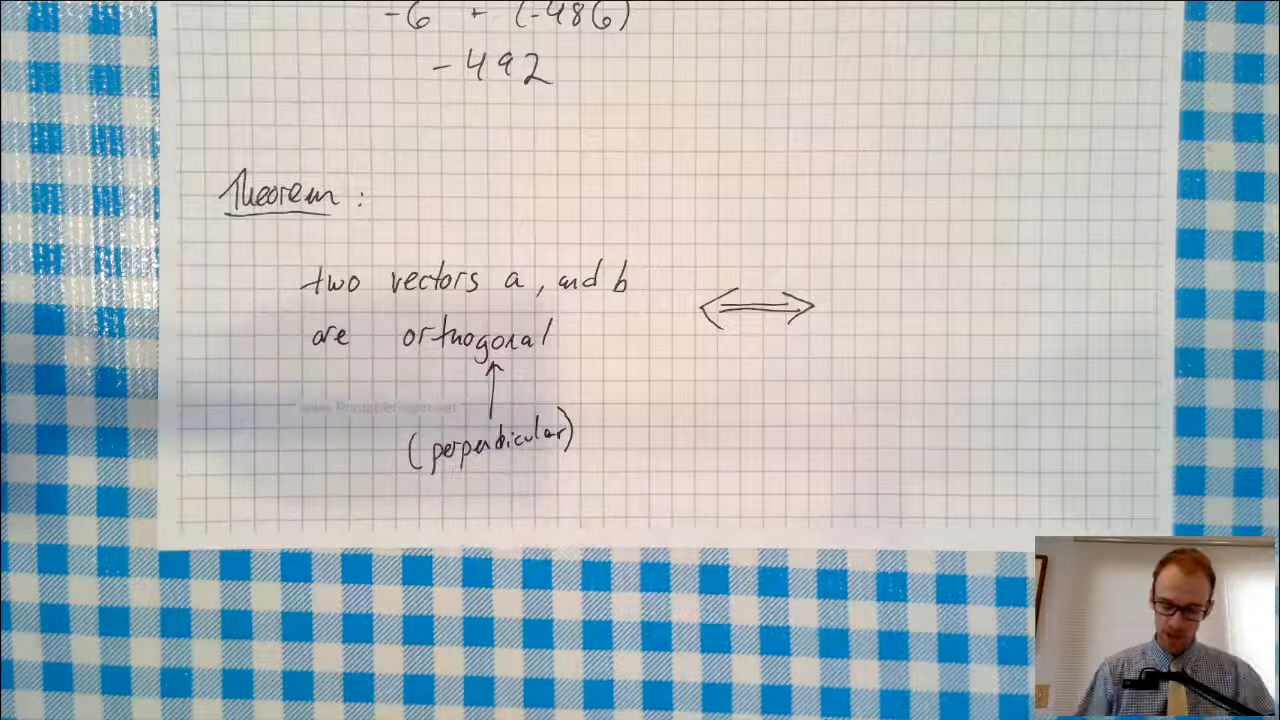 -6 + (-486)
-492
Theorem:
two vectors a, and b
are orthogonal
(perpendicular)